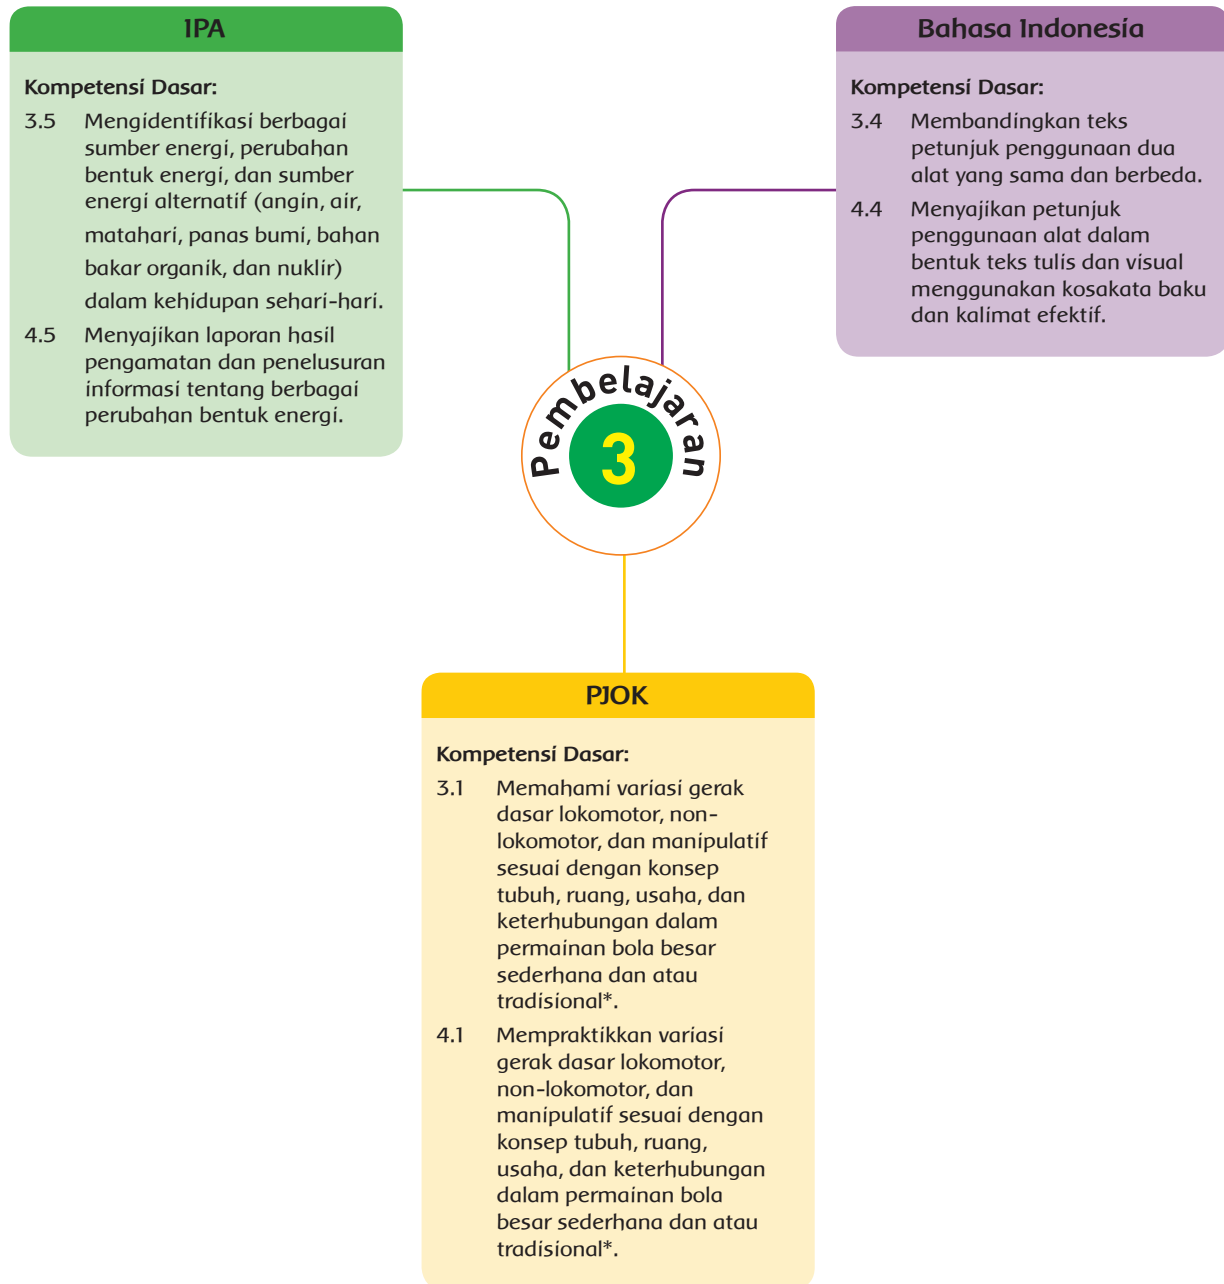 IPA
Kompetensi Dasar:
3.5 Mengidentifikasi berbagai
sumber energi, perubahan
bentuk energi, dan sumber
energi alternatif (angin, air,
matahari, panas bumi, bahan
bakar organik, dan nuklir)
dalam kehidupan sehari-hari.
4.5 Menyajikan laporan hasil
pengamatan dan penelusuran
informasi tentang berbagai
perubahan bentuk energi.
Bahasa Indonesia
Kompetensi Dasar:
3.4 Membandingkan teks
petunjuk penggunaan dua
alat yang sama dan berbeda.
4.4 Menyajikan petunjuk
penggunaan alat dalam
bentuk teks tulis dan visual
menggunakan kosakata baku
dan kalimat efektif.
Pembelajaran
3
PJOK
Kompetensi Dasar:
3.1 Memahami variasi gerak
dasar lokomotor, non-
lokomotor, dan manipulatif
sesuai dengan konsep
tubuh, ruang, usaha, dan
keterhubungan dalam
permainan bola besar
sederhana dan atau
tradisional*.
4.1 Mempraktikkan variasi
gerak dasar lokomotor,
non-lokomotor, dan
manipulatif sesuai dengan
konsep tubuh, ruang,
usaha, dan keterhubungan
dalam permainan bola
besar sederhana dan atau
tradisional*.